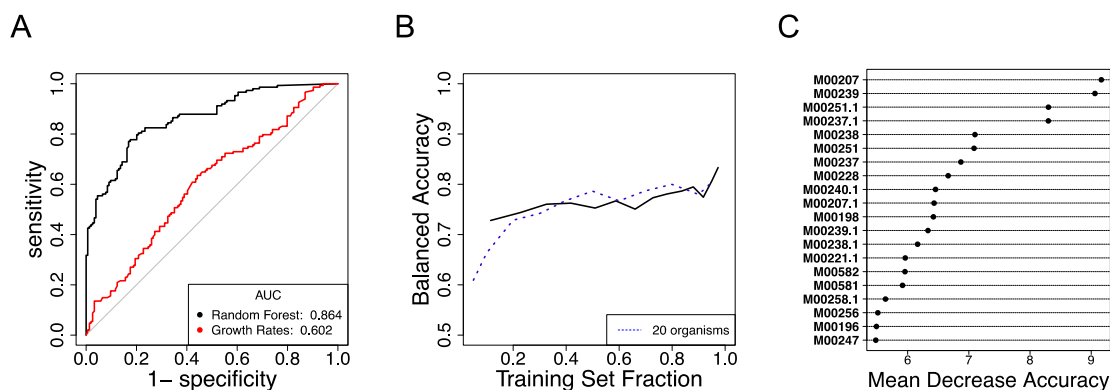 A
1.0
0.8
0.6
0.4
0.2
0.0
sensitivity
0.0 0.2 0.4 0.6 0.8 1.0
1− specificity
AUC
Random Forest: 0.864
Growth Rates: 0.602
B
1.0
0.9
0.8
0.7
0.6
0.5
Balanced Accuracy
0.2 0.4 0.6 0.8 1.0
Training Set Fraction
20 organisms
C
M00207
M00239
M00251.1
M00237.1
M00238
M00251
M00237
M00228
M00240.1
M00207.1
M00198
M00239.1
M00238.1
M00221.1
M00582
M00581
M00258.1
M00256
M00196
M00247
6 7 8 9
Mean Decrease Accuracy